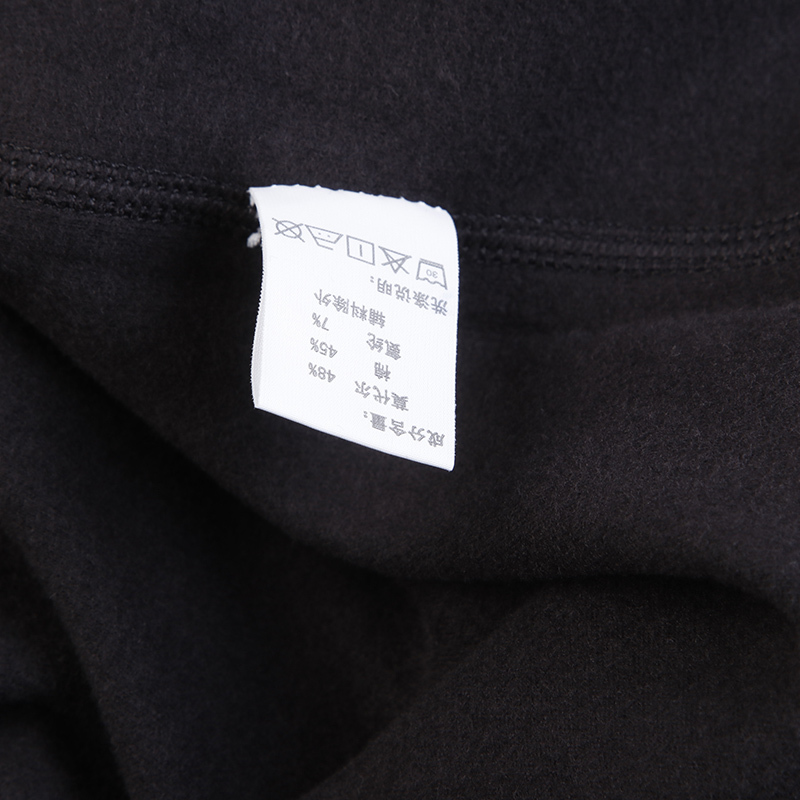 成分含量：
莫代尔 48%
棉 45%
氨纶 7%
辅料除外
洗涤说明：
30